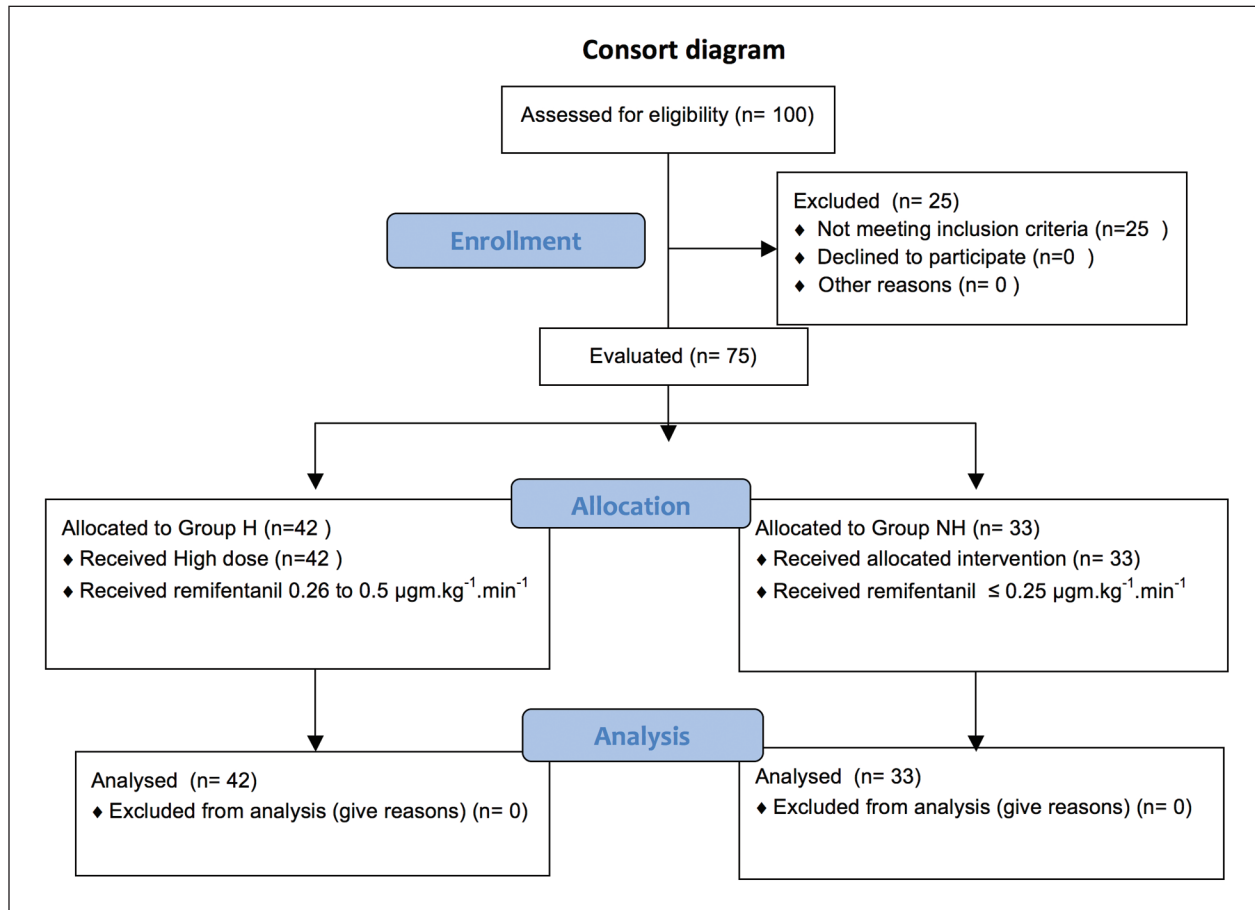 Consort diagram
Assessed for eligibility (n= 100)
Excluded  (n= 25)
♦ Not meeting inclusion criteria (n=25  )
♦ Declined to participate (n=0  )
♦ Other reasons (n= 0 )
Enrollment
Evaluated (n= 75)
Allocation
Allocated to Group H (n=42 )
♦ Received High dose (n=42 )
♦ Received remifentanil 0.26 to 0.5 µgm.kg⁻¹.min⁻¹
Allocated to Group NH (n= 33)
♦ Received allocated intervention (n= 33)
♦ Received remifentanil  ≤ 0.25 µgm.kg⁻¹.min⁻¹
Analysis
Analysed  (n= 42)
♦ Excluded from analysis (give reasons) (n= 0)
Analysed  (n= 33)
♦ Excluded from analysis (give reasons) (n= 0)